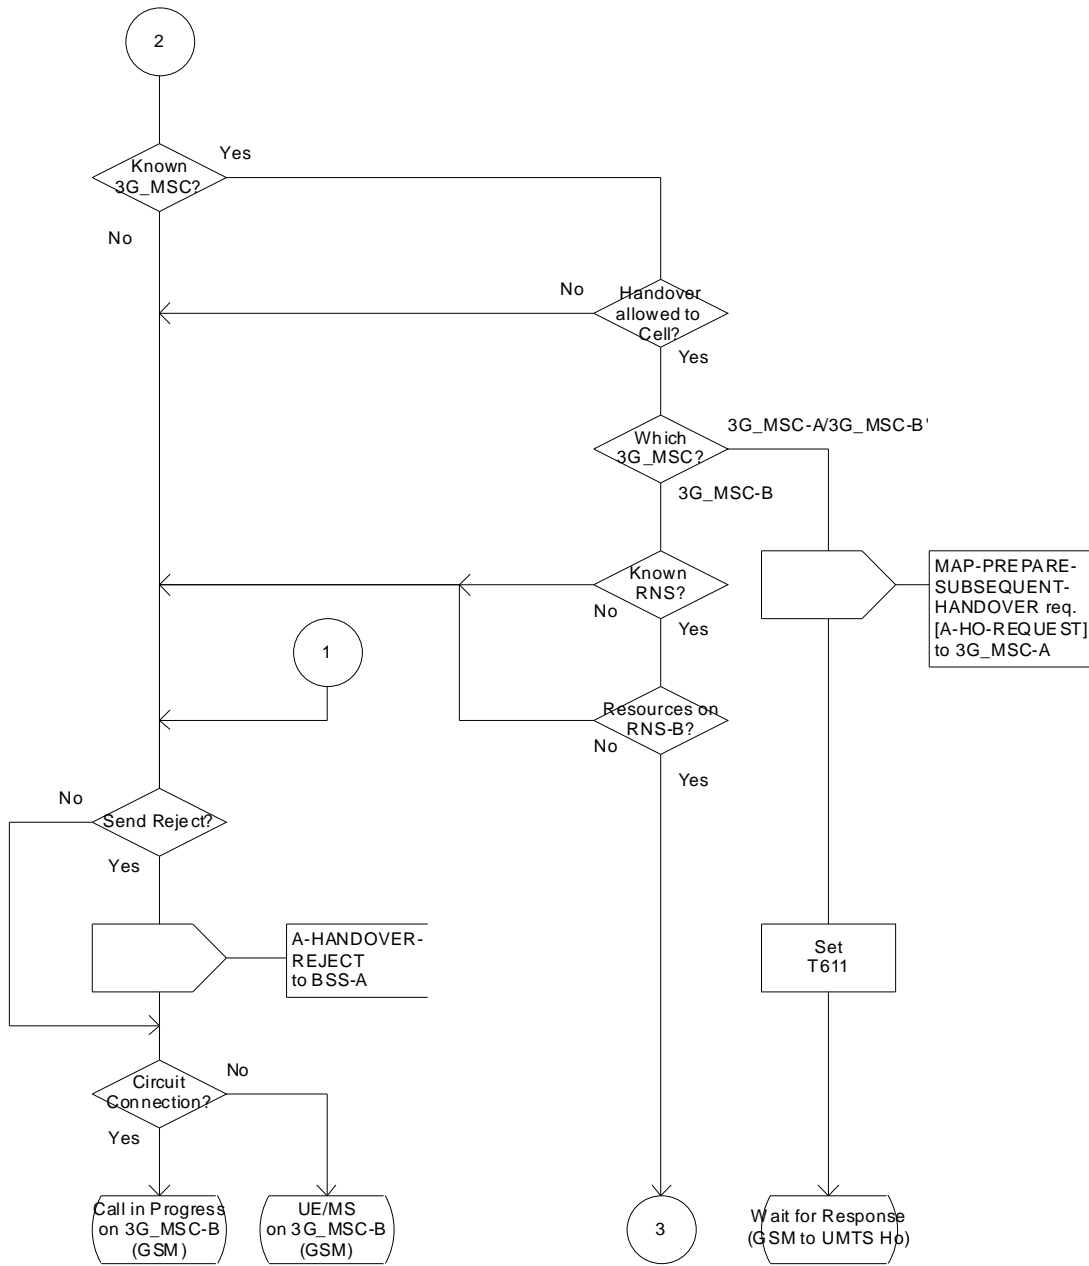 2
Known
3G_MSC?
Yes
No
Handover
allowed to
Cell?
No
Yes
Which
3G_MSC?
3G_MSC-A/3G_MSC-B'
3G_MSC-B
Known
RNS?
No
Yes
MAP-PREPARE-
SUBSEQUENT-
HANDOVER req.
[A-HO-REQUEST]
to 3G_MSC-A
1
Resources on
RNS-B?
No
Yes
No
Send Reject?
Yes
A-HANDOVER-
REJECT
to BSS-A
Set
T611
Circuit
Connection?
No
Yes
Call in Progress
on 3G_MSC-B
(GSM)
UE/MS
on 3G_MSC-B
(GSM)
3
Wait for Response
(GSM to UMTS Ho)